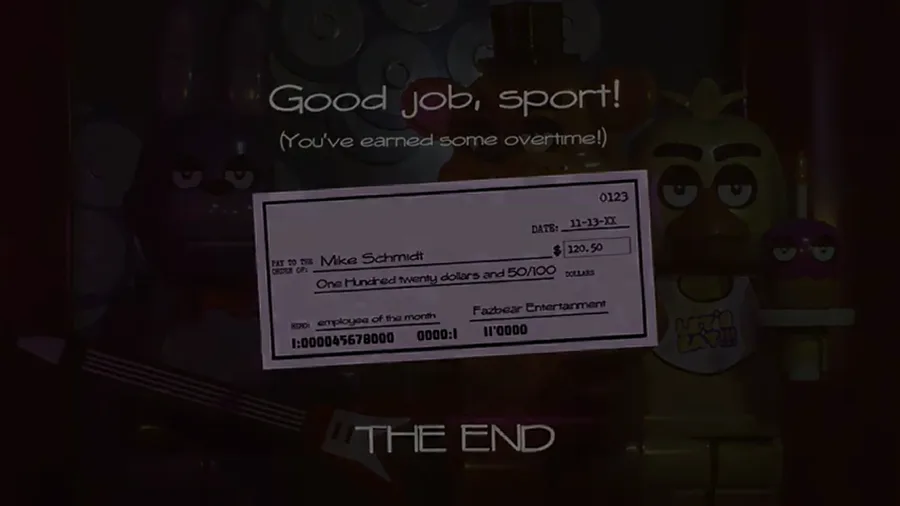 Good job, sport!
(You've earned some overtime!)
0123
DATE: 11-13-XX
PAY TO THE
ORDER OF: Mike Schmidt $ 120.50
One Hundred twenty dollars and 50/100 DOLLARS
MEMO: employee of the month Fazbear Entertainment
1:000045678000 0000:1 11'0000
LET'S
EAT!!!
THE END